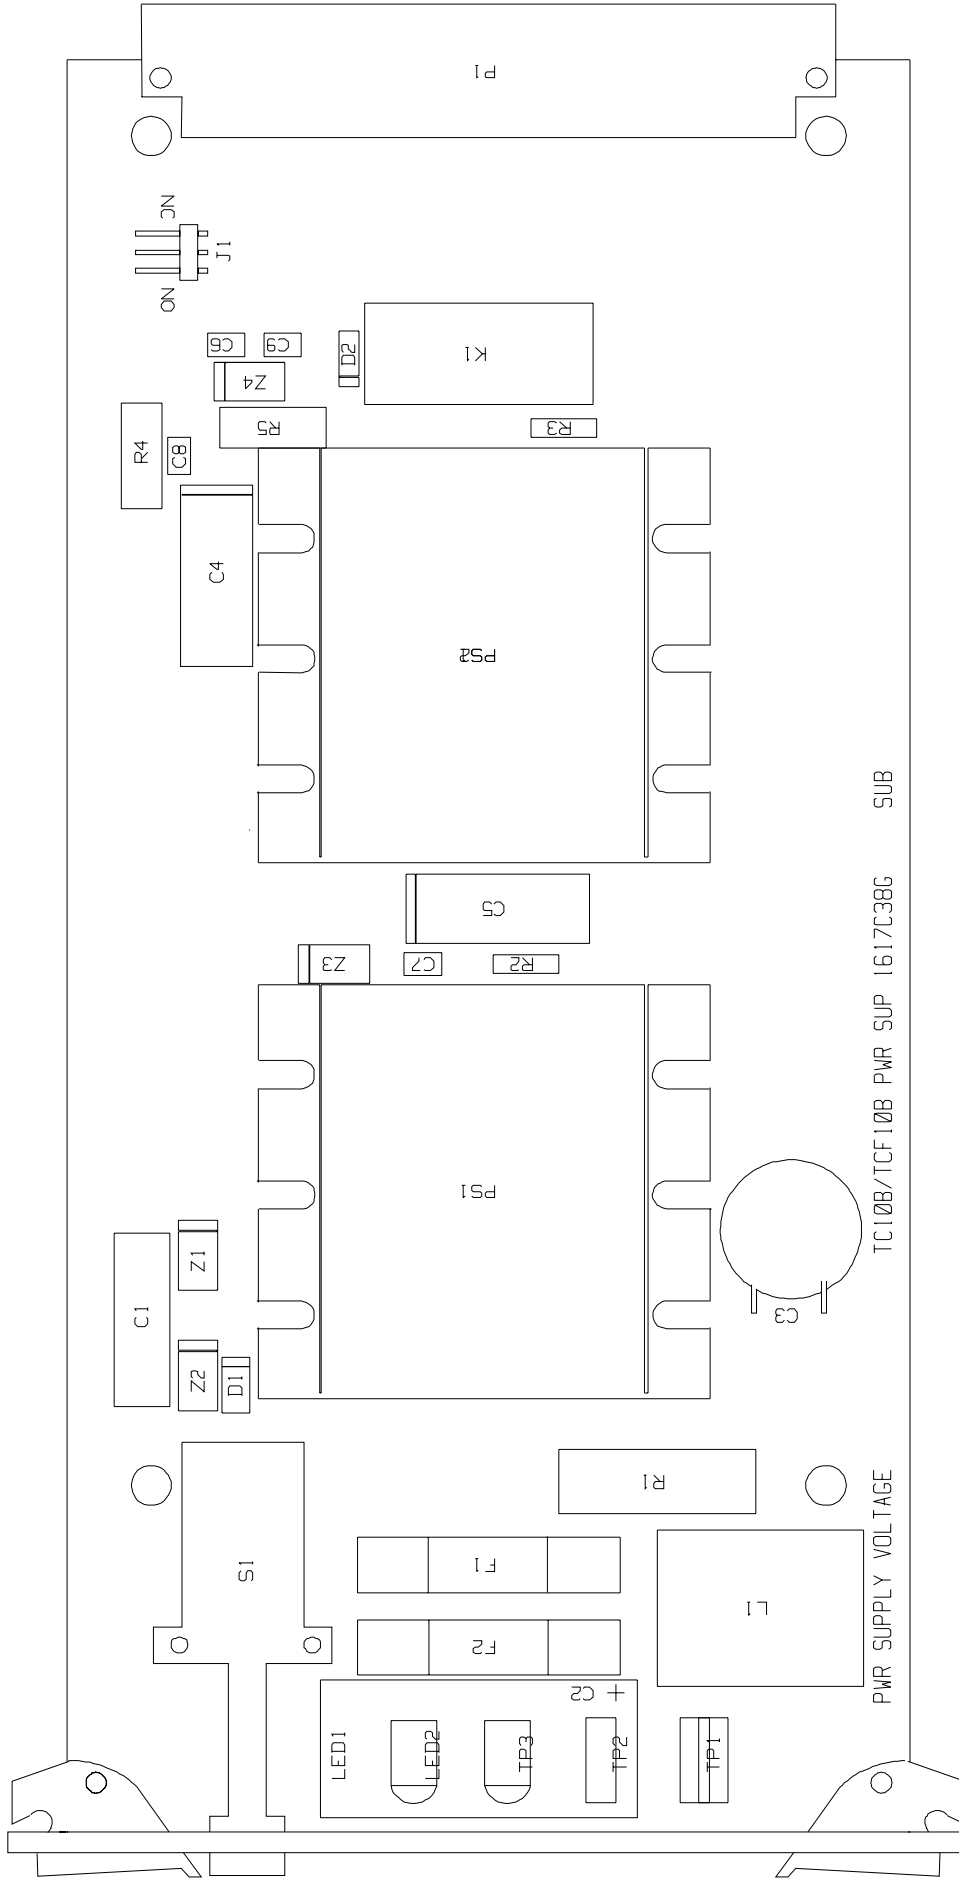 P1
NC
J1
NO
C6
C9
Z4
D2
K1
R4
R5
R3
C8
C4
SUB
C5
Z3
C7
R2
TC10B/TCF10B PWR SUP 1617C38G
PS1
Z1
C1
C3
Z2
D1
R1
S1
F1
L1
F2
PWR SUPPLY VOLTAGE
C2 +
LED1
LED2
TP3
TP2
TP1